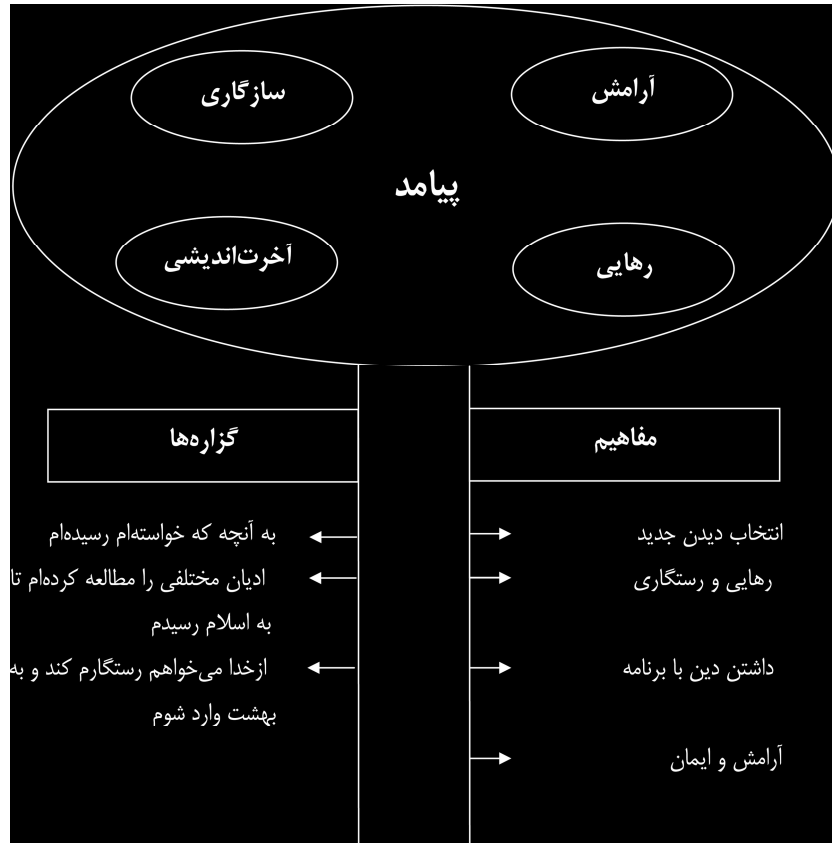 آرامش
سازگاری
پیامد
رهایی
آخرت‌اندیشی
مفاهیم
گزاره‌ها
انتخاب دیدن جدید
رهایی و رستگاری
داشتن دین با برنامه
آرامش و ایمان
به آنچه که خواسته‌ام رسیده‌ام
ادیان مختلفی را مطالعه کرده‌ام تا
به اسلام رسیدم
ازخدا می‌خواهم رستگارم کند و به
بهشت وارد شوم